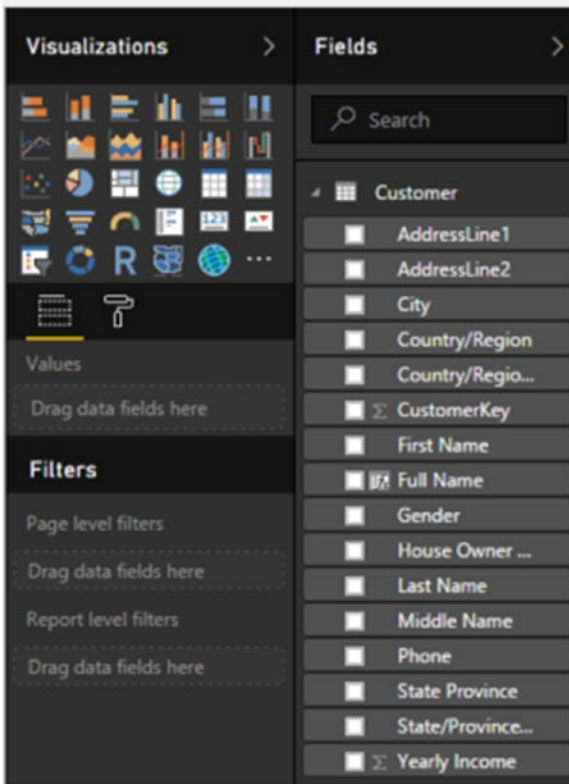 Visualizations
Fields
Search
Customer
AddressLine1
AddressLine2
City
Country/Region
Country/Regio...
Σ CustomerKey
First Name
Full Name
Gender
House Owner ...
Last Name
Middle Name
Phone
State Province
State/Province...
Σ Yearly Income
123
R
Values
Drag data fields here
Filters
Page level filters
Drag data fields here
Report level filters
Drag data fields here